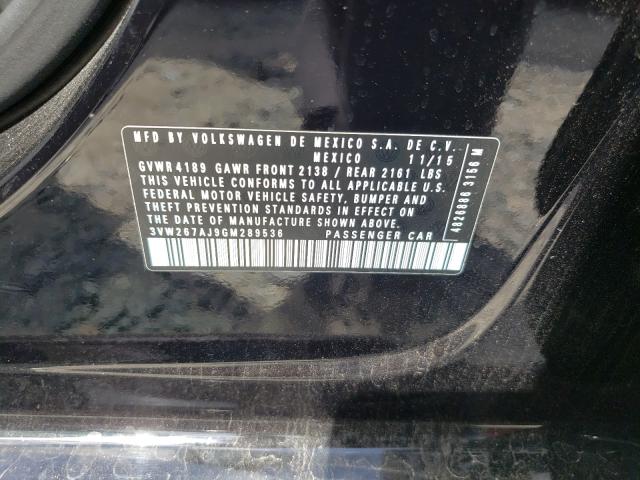 MFD BY VOLKSWAGEN DE MEXICO S.A. DE C.V.
MEXICO 11/15
GVWR 4189 GAWR FRONT 2138 / REAR 2161 LBS
THIS VEHICLE CONFORMS TO ALL APPLICABLE U.S.
FEDERAL MOTOR VEHICLE SAFETY, BUMPER AND
THEFT PREVENTION STANDARDS IN EFFECT ON
THE DATE OF MANUFACTURE SHOWN ABOVE.
3VW267AJ9GM289536 PASSENGER CAR
4826886 3156 M